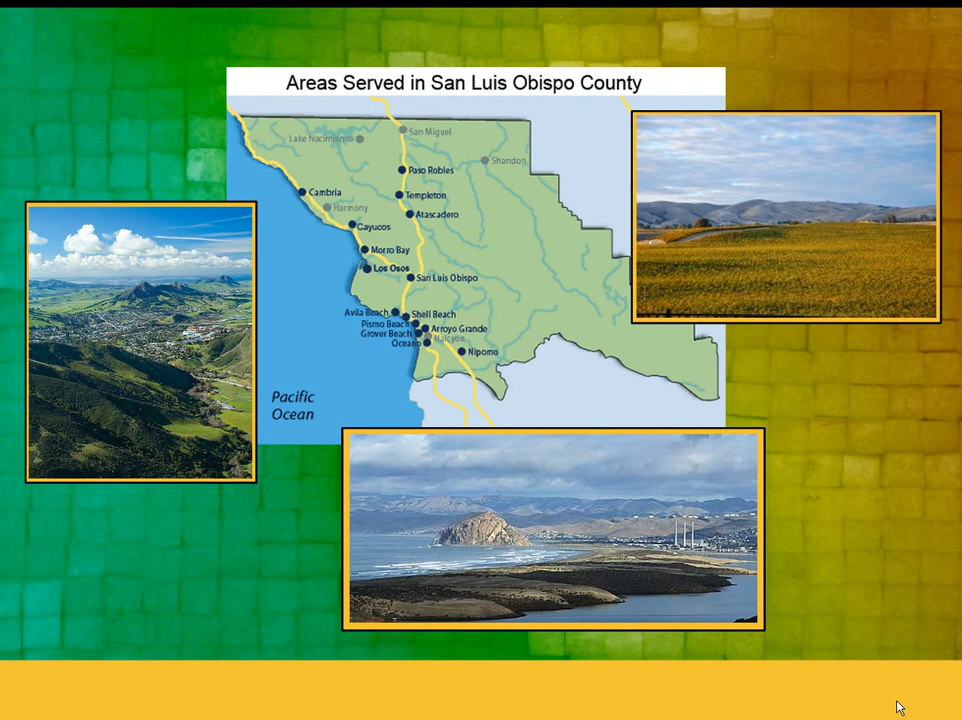 Areas Served in San Luis Obispo County
San Miguel
Lake Nacimiento
Shandon
Paso Robles
Cambria
Templeton
Harmony
Atascadero
Cayucos
Morro Bay
Los Osos
San Luis Obispo
Avila Beach
Shell Beach
Pismo Beach
Arroyo Grande
Grover Beach
Halcyon
Oceano
Nipomo
Pacific
Ocean